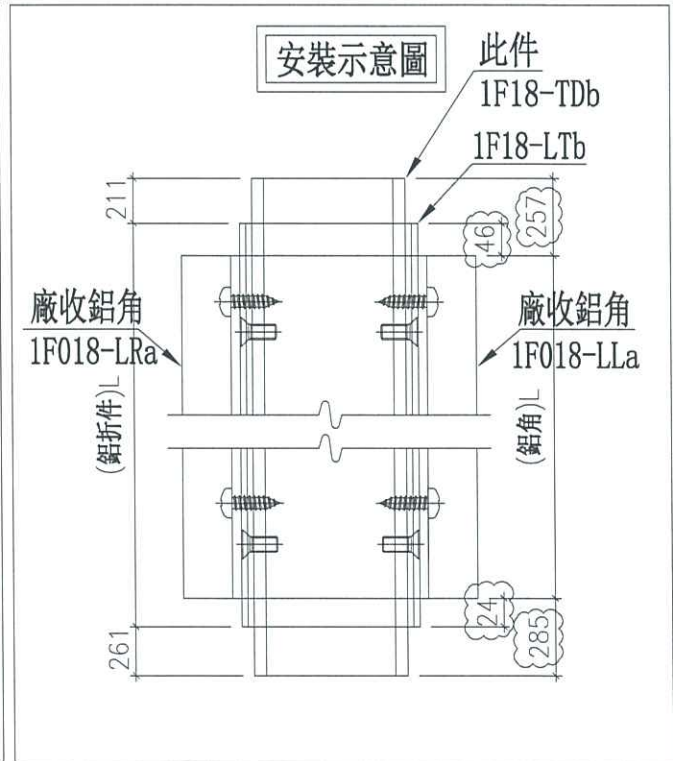 安裝示意圖
此件
1F18-TDb
1F18-LTb
211
46
257
廠收鋁角
1F018-LRa
廠收鋁角
1F018-LLa
(鋁折件)L
(鋁角)L
24
261
285